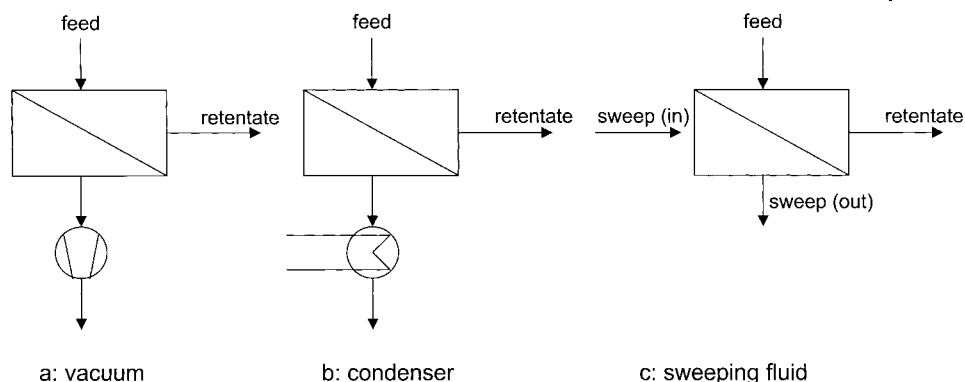 feed
retentate
a: vacuum
feed
retentate
b: condenser
feed
sweep (in)
retentate
sweep (out)
c: sweeping fluid